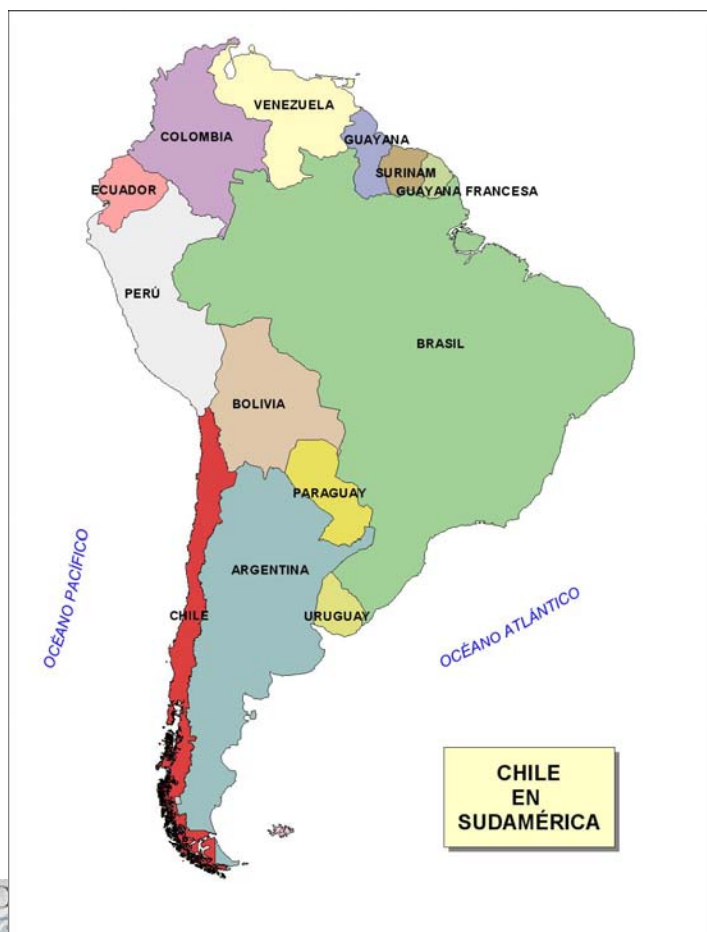 VENEZUELA
COLOMBIA
GUAYANA
SURINAM
ECUADOR
GUAYANA FRANCESA
PERÚ
BRASIL
BOLIVIA
PARAGUAY
ARGENTINA
CHILE
URUGUAY
OCÉANO PACÍFICO
OCÉANO ATLÁNTICO
CHILE
EN
SUDAMÉRICA